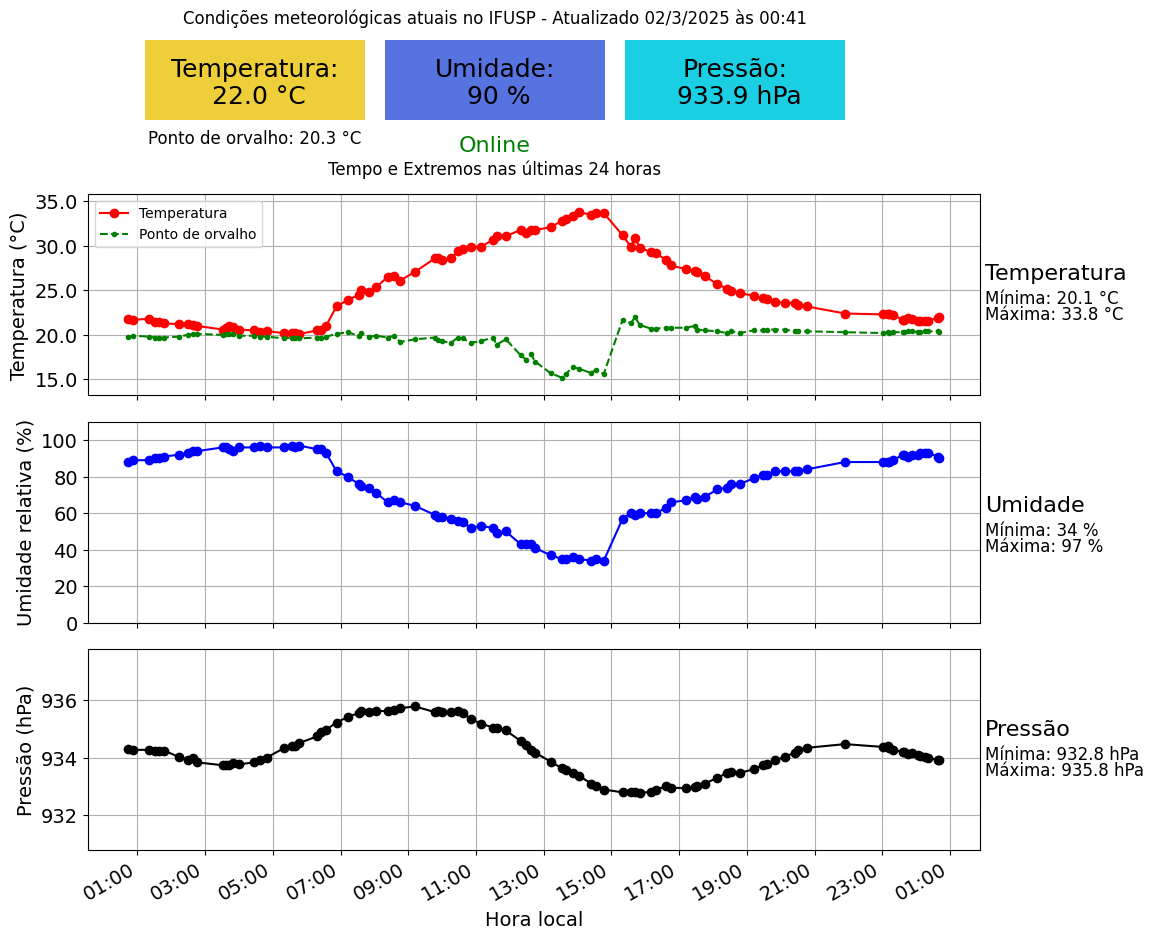 Condições meteorológicas atuais no IFUSP - Atualizado 02/3/2025 às 00:41
Temperatura:
22.0 °C
Umidade:
90 %
Pressão:
933.9 hPa
Ponto de orvalho: 20.3 °C
Online
Tempo e Extremos nas últimas 24 horas
Temperatura (°C)
35.0
30.0
25.0
20.0
15.0
Temperatura
Ponto de orvalho
Temperatura
Mínima: 20.1 °C
Máxima: 33.8 °C
Umidade relativa (%)
100
80
60
40
20
0
Umidade
Mínima: 34 %
Máxima: 97 %
Pressão (hPa)
936
934
932
Pressão
Mínima: 932.8 hPa
Máxima: 935.8 hPa
01:00 03:00 05:00 07:00 09:00 11:00 13:00 15:00 17:00 19:00 21:00 23:00 01:00
Hora local